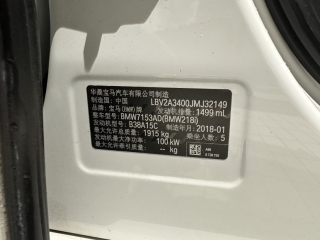 华晨宝马汽车有限公司 制造
制造国: 中国 LBV2A3400JMJ32149
品牌: 宝马(BMW)牌 发动机排量: 1499 mL
整车型号: BMW7153AD(BMW218i)
发动机型号: B38A15C 制造年月: 2018-01
最大允许总质量: 1915 kg 乘坐人数: 5
发动机最大净功率: 100 kW
最大允许牵引质量: -- kg